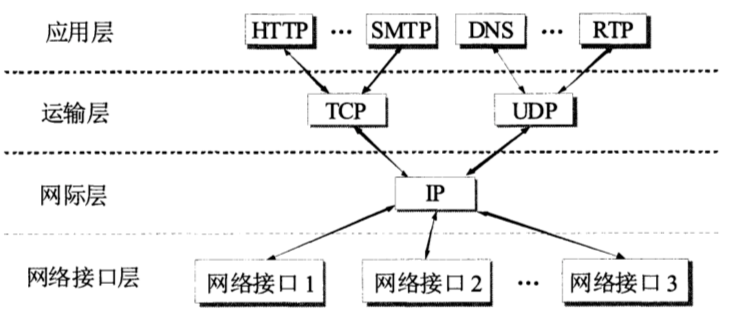 应用层 HTTP ··· SMTP DNS ··· RTP
运输层 TCP UDP
网际层 IP
网络接口层 网络接口 1 网络接口 2 ··· 网络接口 3